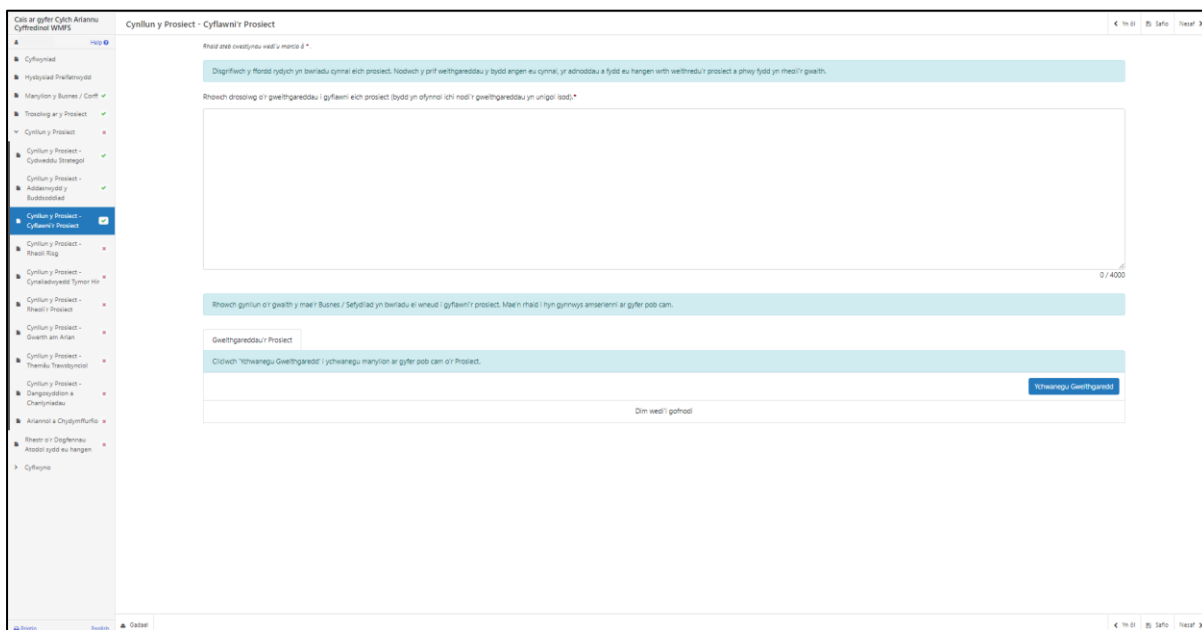 Cais ar gyfer Cylch Ariannu
Cyffredinol WMFS
Help
Cyflwyniad
Hysbysiad Preifatrwydd
Manylion y Busnes / Corff
Trosolwg ar y Prosiect
Cynllun y Prosiect
Cynllun y Prosiect -
Cydweddu Strategol
Cynllun y Prosiect -
Addasrwydd y
Buddsoddiad
Cynllun y Prosiect -
Cyflawni'r Prosiect
Cynllun y Prosiect -
Rheoli Risg
Cynllun y Prosiect -
Cynaliadwyedd Tymor Hir
Cynllun y Prosiect -
Rheoli'r Prosiect
Cynllun y Prosiect -
Gwerth am Arian
Cynllun y Prosiect -
Themâu Trawsbynciol
Cynllun y Prosiect -
Dangosyddion a
Chanlyniadau
Ariannol a Chydymffurfio
Rhestr o'r Dogfennau
Atodol sydd eu hangen
Cyflwyno
English
Cynllun y Prosiect - Cyflawni'r Prosiect
Yn ôl Safio Nesaf
Rhaid ateb cwestiynau wedi'u marcio â *.
Disgrifiwch y ffordd rydych yn bwriadu cynnal eich prosiect. Nodwch y prif weithgareddau y bydd angen eu cynnal, yr adnoddau a fydd eu hangen wrth weithredu'r prosiect a phwy fydd yn rheoli'r gwaith.
Rhowch drosolwg o'r gweithgareddau i gyflawni eich prosiect (bydd yn ofynnol ichi nodi'r gweithgareddau yn unigol isod).*
0 / 4000
Rhowch gynllun o'r gwaith y mae'r Busnes / Sefydliad yn bwriadu ei wneud i gyflawni'r prosiect. Mae'n rhaid i hyn gynnwys amserlenni ar gyfer pob cam.
Gweithgareddau'r Prosiect
Cliciwch 'Ychwanegu Gweithgaredd' i ychwanegu manylion ar gyfer pob cam o'r Prosiect.
Ychwanegu Gweithgaredd
Dim wedi'i gofnodi
Gadael
Yn ôl Safio Nesaf